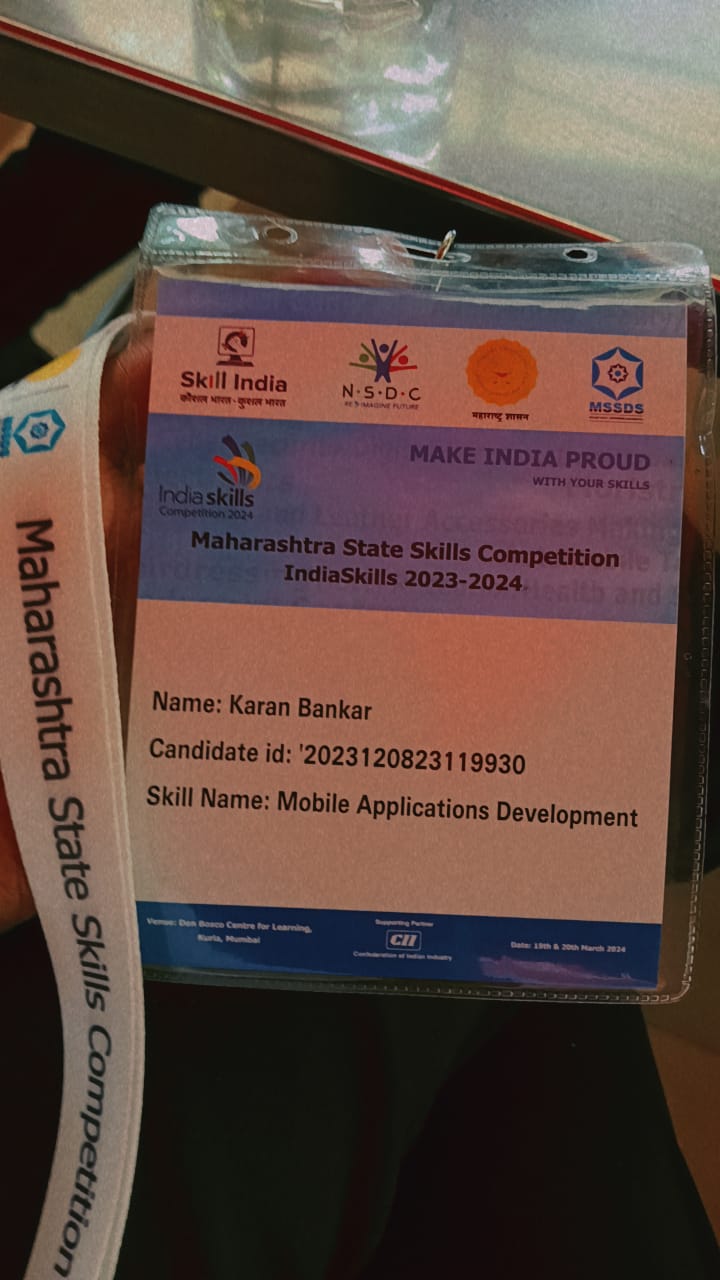 Skill India
कौशल भारत - कुशल भारत
N·S·D·C
RE IMAGINE FUTURE
महाराष्ट्र शासन
MSSDS
India skills
Competition 2024
MAKE INDIA PROUD
WITH YOUR SKILLS
Maharashtra State Skills Competition
IndiaSkills 2023-2024
Name: Karan Bankar
Candidate id: '2023120823119930
Skill Name: Mobile Applications Development
Venue: Don Bosco Centre for Learning,
Kurla, Mumbai
Supporting Partner
CII
Confederation of Indian Industry
Date: 19th & 20th March 2024
Maharashtra State Skills Competition